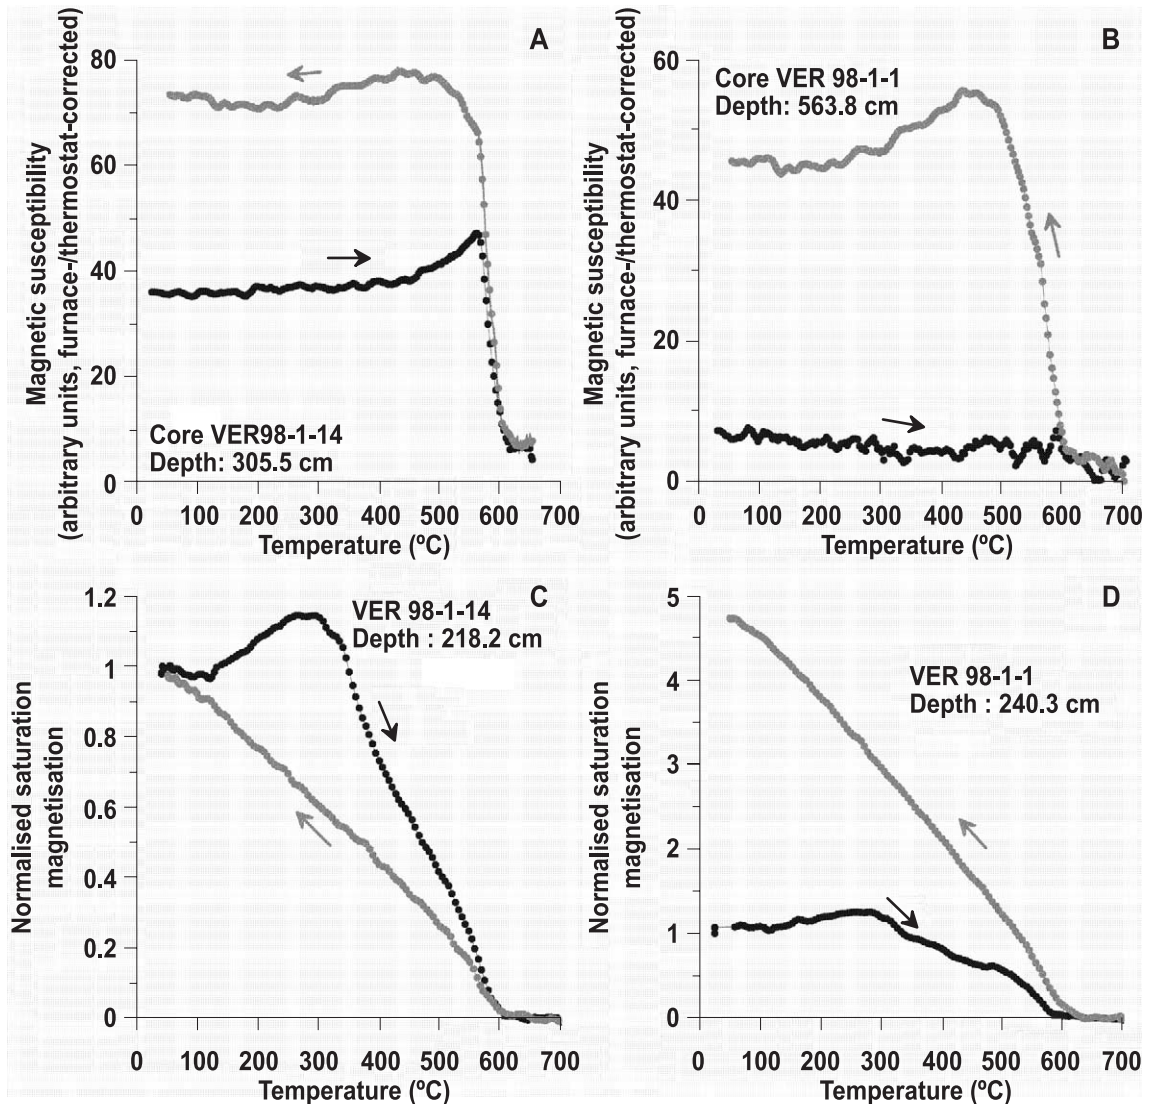 A
Magnetic susceptibility
(arbitrary units, furnace-/thermostat-corrected)
80
60
40
20
0
Core VER98-1-14
Depth: 305.5 cm
0 100 200 300 400 500 600 700
Temperature (ºC)
B
Magnetic susceptibility
(arbitrary units, furnace-/thermostat-corrected)
60
40
20
0
Core VER 98-1-1
Depth: 563.8 cm
0 100 200 300 400 500 600 700
Temperature (ºC)
C
Normalised saturation
magnetisation
1.2
1
0.8
0.6
0.4
0.2
0
VER 98-1-14
Depth : 218.2 cm
0 100 200 300 400 500 600 700
Temperature (ºC)
D
Normalised saturation
magnetisation
5
4
3
2
1
0
VER 98-1-1
Depth : 240.3 cm
0 100 200 300 400 500 600 700
Temperature (ºC)